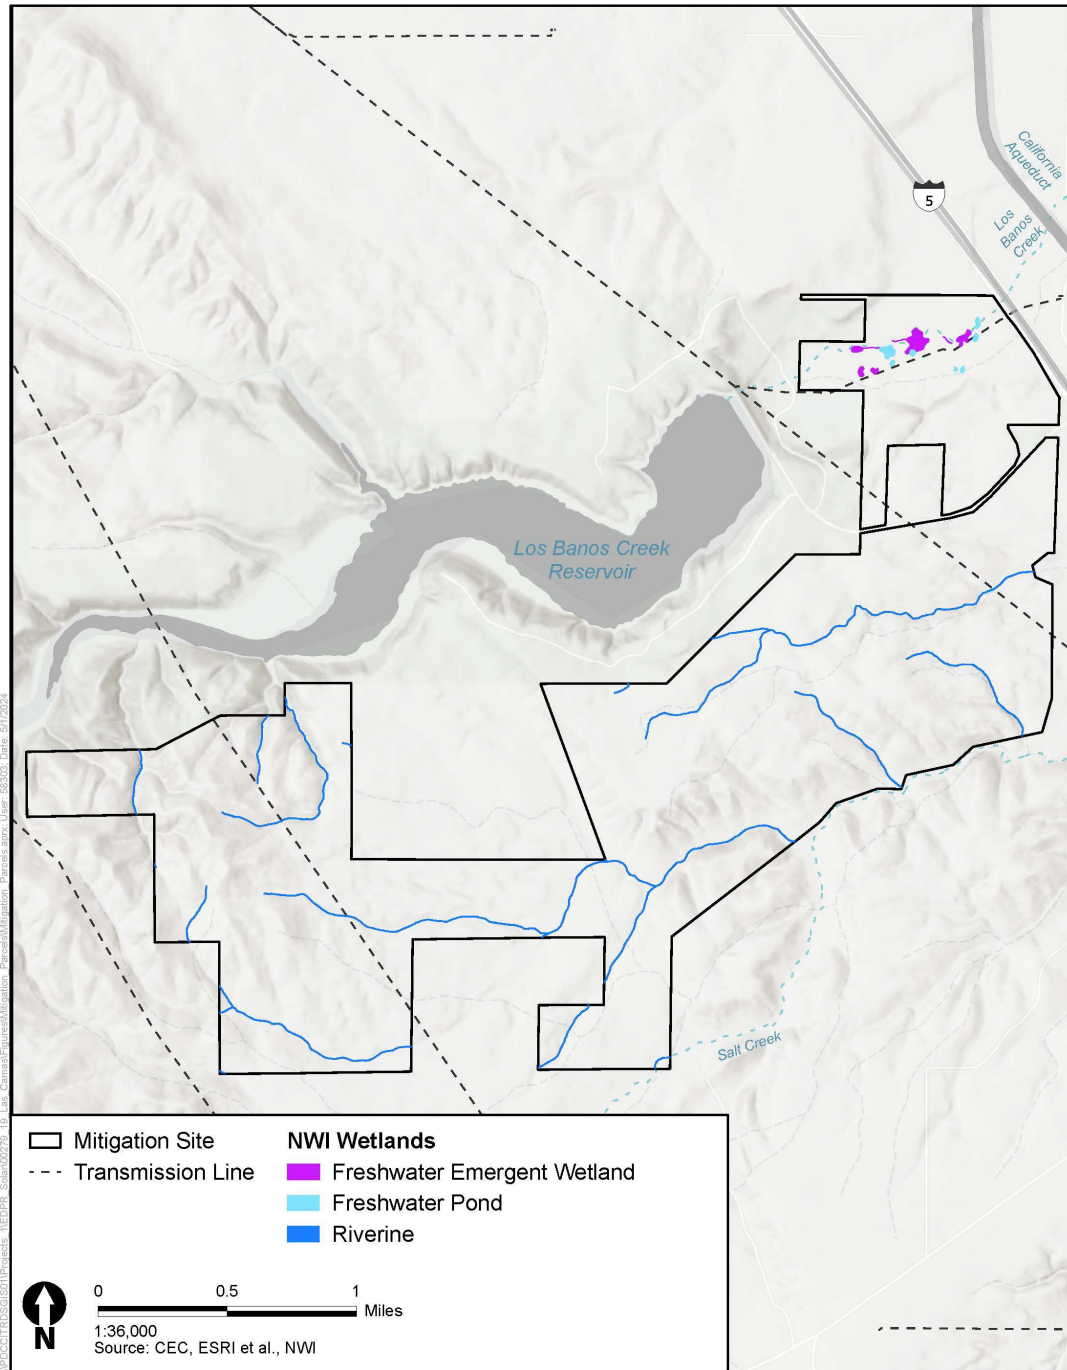 California
Aqueduct
5
Los
Banos
Creek
Los Banos Creek
Reservoir
Salt Creek
Mitigation Site
Transmission Line
NWI Wetlands
Freshwater Emergent Wetland
Freshwater Pond
Riverine
N
0 0.5 1
Miles
1:36,000
Source: CEC, ESRI et al., NWI